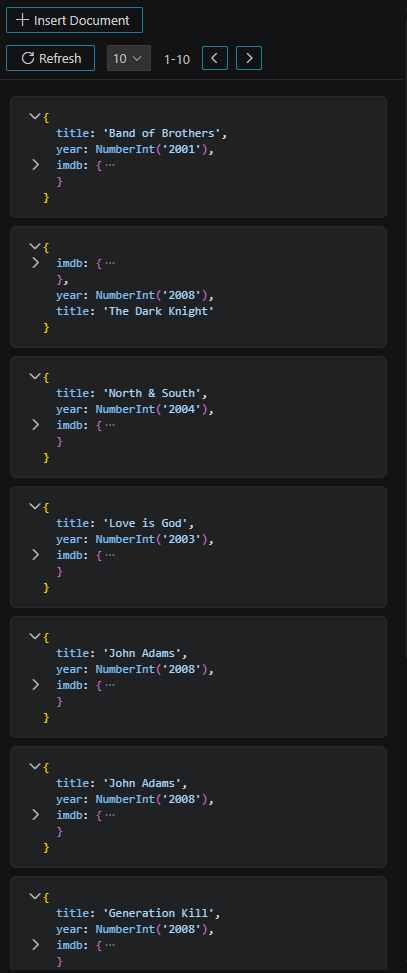 Insert Document
Refresh 10 1-10
{
title: 'Band of Brothers',
year: NumberInt('2001'),
imdb: {···
}
}
{
imdb: {···
},
year: NumberInt('2008'),
title: 'The Dark Knight'
}
{
title: 'North & South',
year: NumberInt('2004'),
imdb: {···
}
}
{
title: 'Love is God',
year: NumberInt('2003'),
imdb: {···
}
}
{
title: 'John Adams',
year: NumberInt('2008'),
imdb: {···
}
}
{
title: 'John Adams',
year: NumberInt('2008'),
imdb: {···
}
}
{
title: 'Generation Kill',
year: NumberInt('2008'),
imdb: {···
}